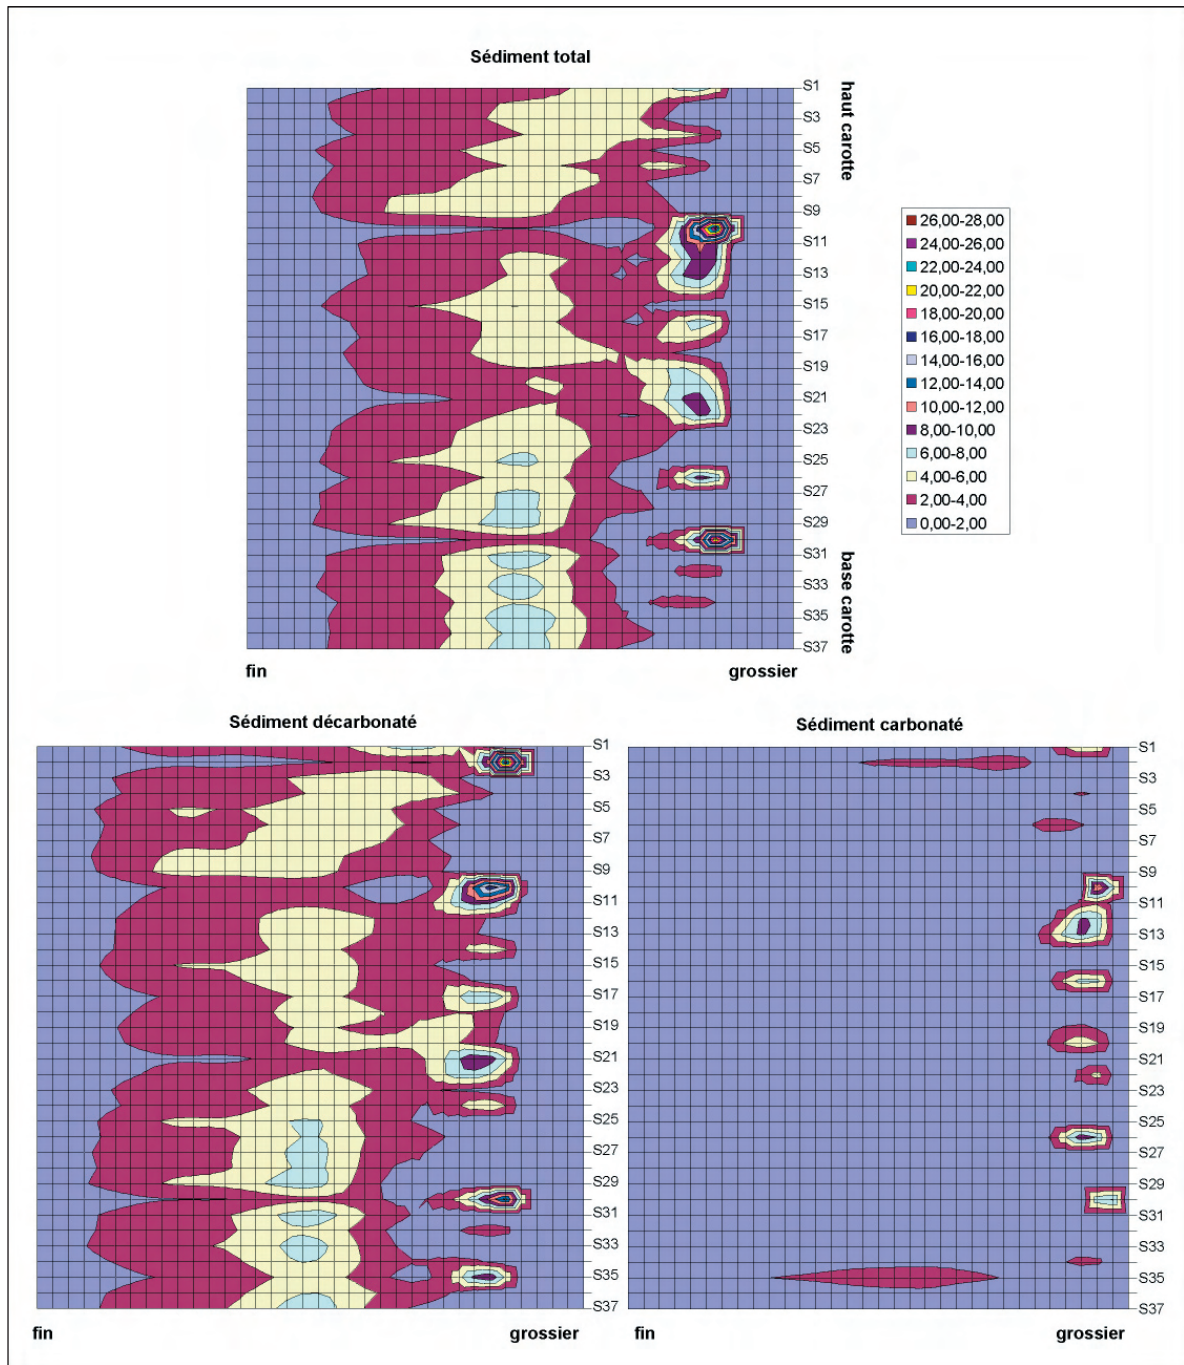 Sédiment total
S1
S3
S5
S7
S9
S11
S13
S15
S17
S19
S21
S23
S25
S27
S29
S31
S33
S35
S37
haut carotte
base carotte
fin
grossier
26,00-28,00
24,00-26,00
22,00-24,00
20,00-22,00
18,00-20,00
16,00-18,00
14,00-16,00
12,00-14,00
10,00-12,00
8,00-10,00
6,00-8,00
4,00-6,00
2,00-4,00
0,00-2,00
Sédiment décarbonaté
S1
S3
S5
S7
S9
S11
S13
S15
S17
S19
S21
S23
S25
S27
S29
S31
S33
S35
S37
fin
grossier
Sédiment carbonaté
S1
S3
S5
S7
S9
S11
S13
S15
S17
S19
S21
S23
S25
S27
S29
S31
S33
S35
S37
fin
grossier